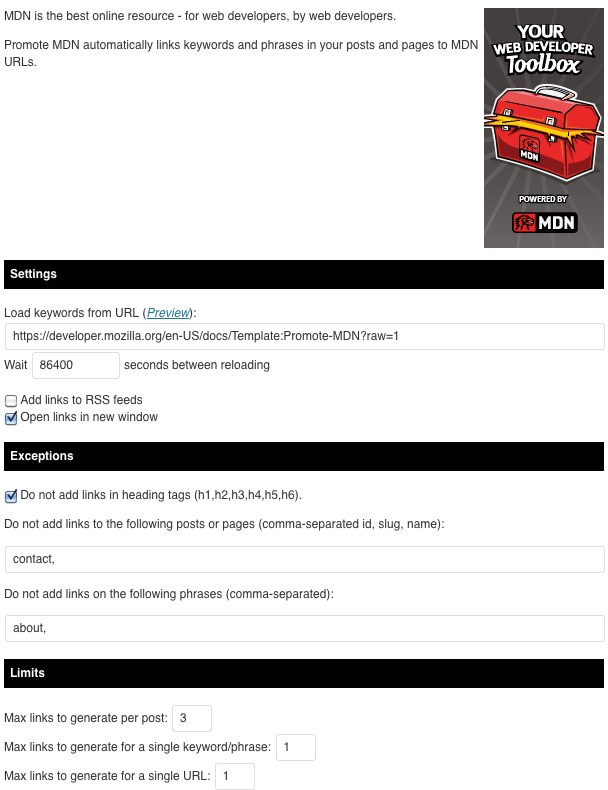 MDN is the best online resource - for web developers, by web developers.
Promote MDN automatically links keywords and phrases in your posts and pages to MDN
URLs.
YOUR
WEB DEVELOPER
Toolbox
MDN
POWERED BY
MDN
Settings
Load keywords from URL (Preview):
https://developer.mozilla.org/en-US/docs/Template:Promote-MDN?raw=1
Wait 86400 seconds between reloading
Add links to RSS feeds
Open links in new window
Exceptions
Do not add links in heading tags (h1,h2,h3,h4,h5,h6).
Do not add links to the following posts or pages (comma-separated id, slug, name):
contact,
Do not add links on the following phrases (comma-separated):
about,
Limits
Max links to generate per post: 3
Max links to generate for a single keyword/phrase: 1
Max links to generate for a single URL: 1